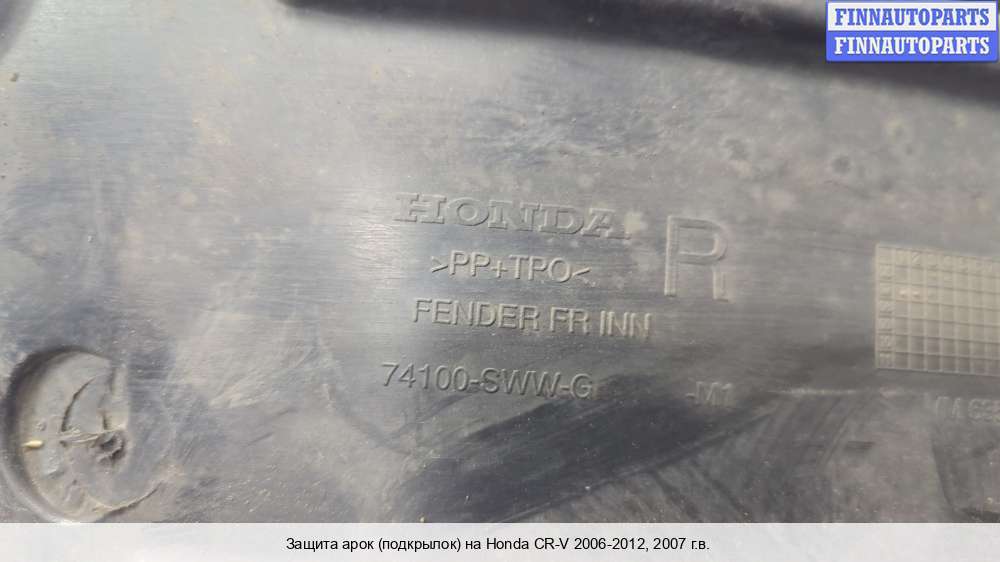 FINNAUTOPARTS
FINNAUTOPARTS
HONDA R
>PP+TPO<
FENDER FR INN
74100-SWW-G -M1
Защита арок (подкрылок) на Honda CR-V 2006-2012, 2007 г.в.